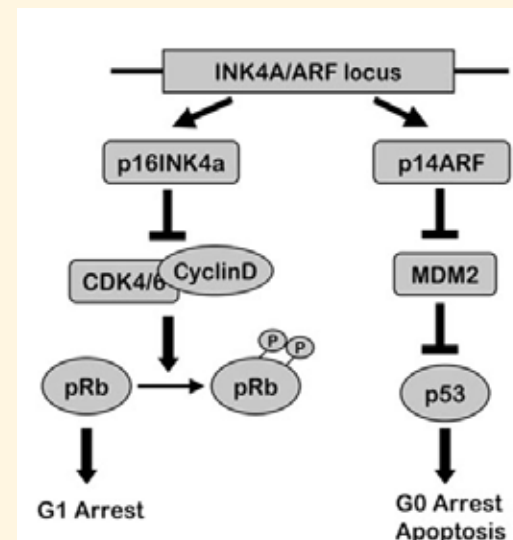 INK4A/ARF locus
p16INK4a
p14ARF
CDK4/6
CyclinD
MDM2
P
P
pRb
pRb
p53
G1 Arrest
G0 Arrest
Apoptosis